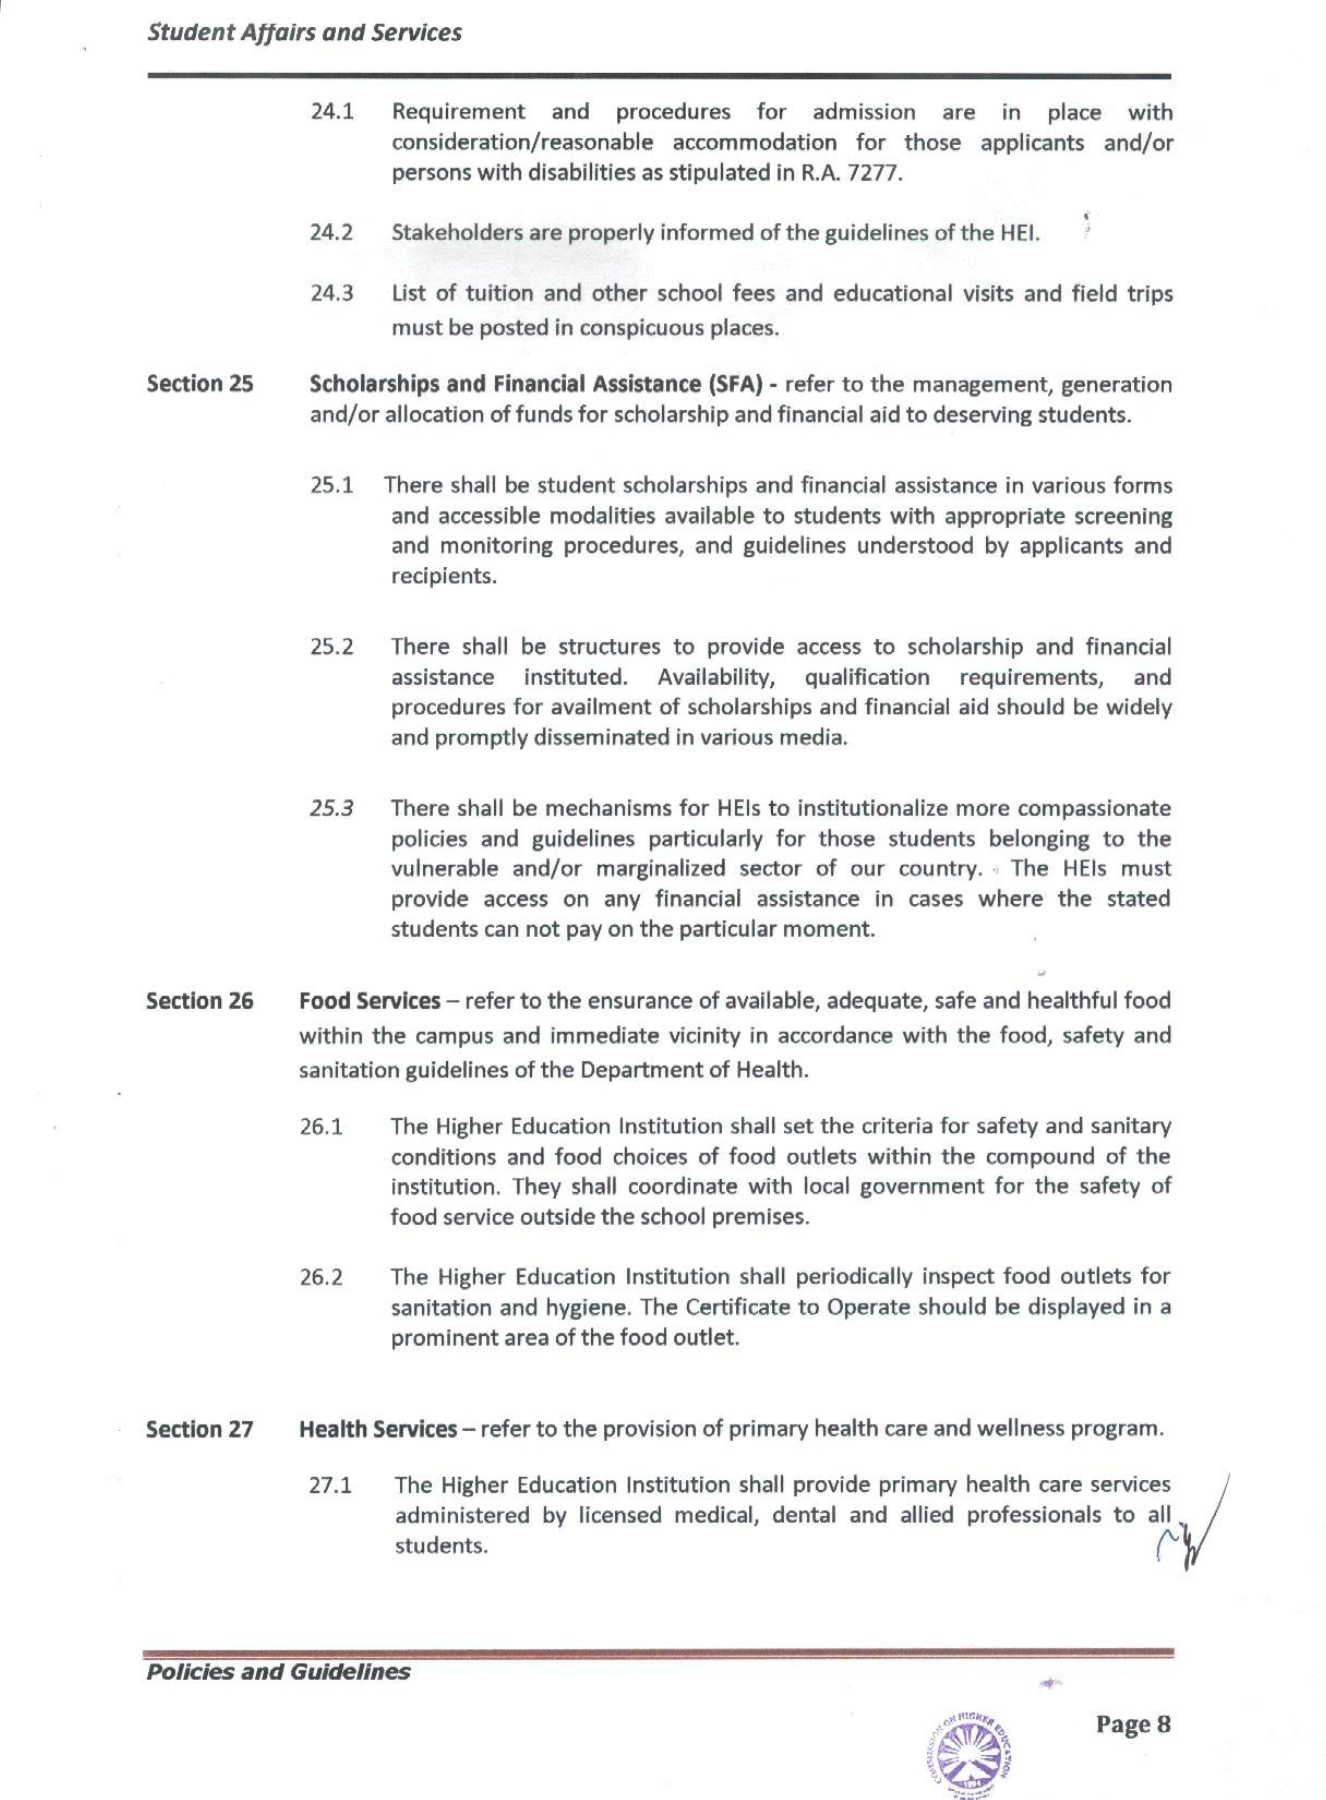 Student Affairs and Services
24.1 Requirement and procedures for admission are in place with
consideration/reasonable accommodation for those applicants and/or
persons with disabilities as stipulated in R.A. 7277.
24.2 Stakeholders are properly informed of the guidelines of the HEI.
24.3 List of tuition and other school fees and educational visits and field trips
must be posted in conspicuous places.
Section 25 Scholarships and Financial Assistance (SFA) - refer to the management, generation
and/or allocation of funds for scholarship and financial aid to deserving students.
25.1 There shall be student scholarships and financial assistance in various forms
and accessible modalities available to students with appropriate screening
and monitoring procedures, and guidelines understood by applicants and
recipients.
25.2 There shall be structures to provide access to scholarship and financial
assistance instituted. Availability, qualification requirements, and
procedures for availment of scholarships and financial aid should be widely
and promptly disseminated in various media.
25.3 There shall be mechanisms for HEIs to institutionalize more compassionate
policies and guidelines particularly for those students belonging to the
vulnerable and/or marginalized sector of our country. The HEIs must
provide access on any financial assistance in cases where the stated
students can not pay on the particular moment.
Section 26 Food Services – refer to the ensurance of available, adequate, safe and healthful food
within the campus and immediate vicinity in accordance with the food, safety and
sanitation guidelines of the Department of Health.
26.1 The Higher Education Institution shall set the criteria for safety and sanitary
conditions and food choices of food outlets within the compound of the
institution. They shall coordinate with local government for the safety of
food service outside the school premises.
26.2 The Higher Education Institution shall periodically inspect food outlets for
sanitation and hygiene. The Certificate to Operate should be displayed in a
prominent area of the food outlet.
Section 27 Health Services – refer to the provision of primary health care and wellness program.
27.1 The Higher Education Institution shall provide primary health care services
administered by licensed medical, dental and allied professionals to all
students.
Policies and Guidelines
Page 8
COMMISSION ON HIGHER EDUCATION
1994